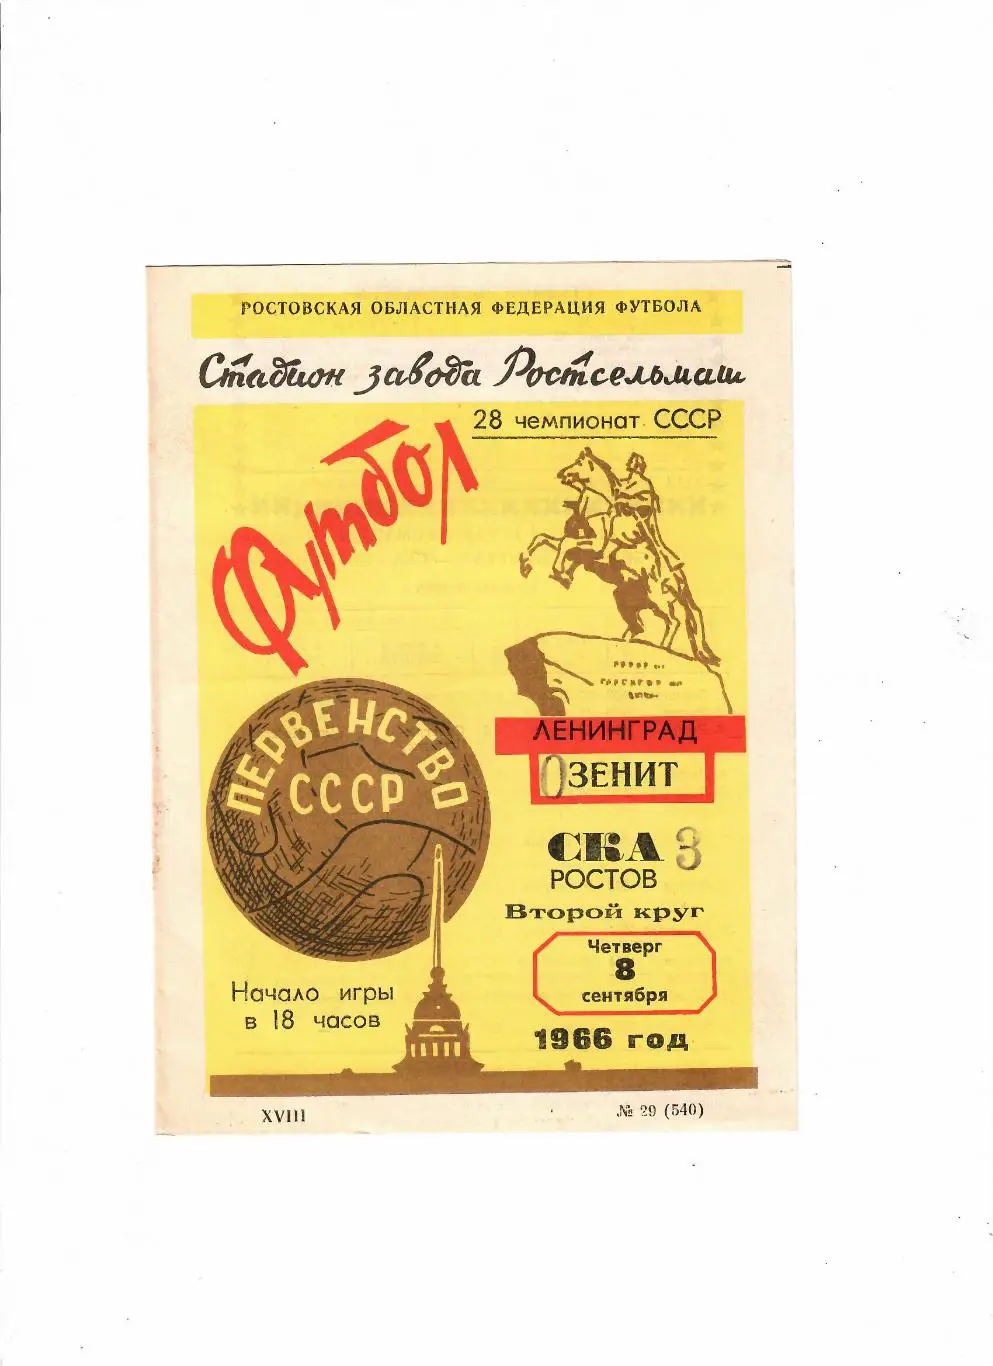 РОСТОВСКАЯ ОБЛАСТНАЯ ФЕДЕРАЦИЯ ФУТБОЛА
Стадион завода Ростсельмаш
28 чемпионат СССР
Футбол
ПЕРВЕНСТВО
СССР
ЛЕНИНГРАД
0 ЗЕНИТ
СКА 3
РОСТОВ
Второй круг
Четверг
8
сентября
1966 год
Начало игры
в 18 часов
XVIII
№ 29 (540)